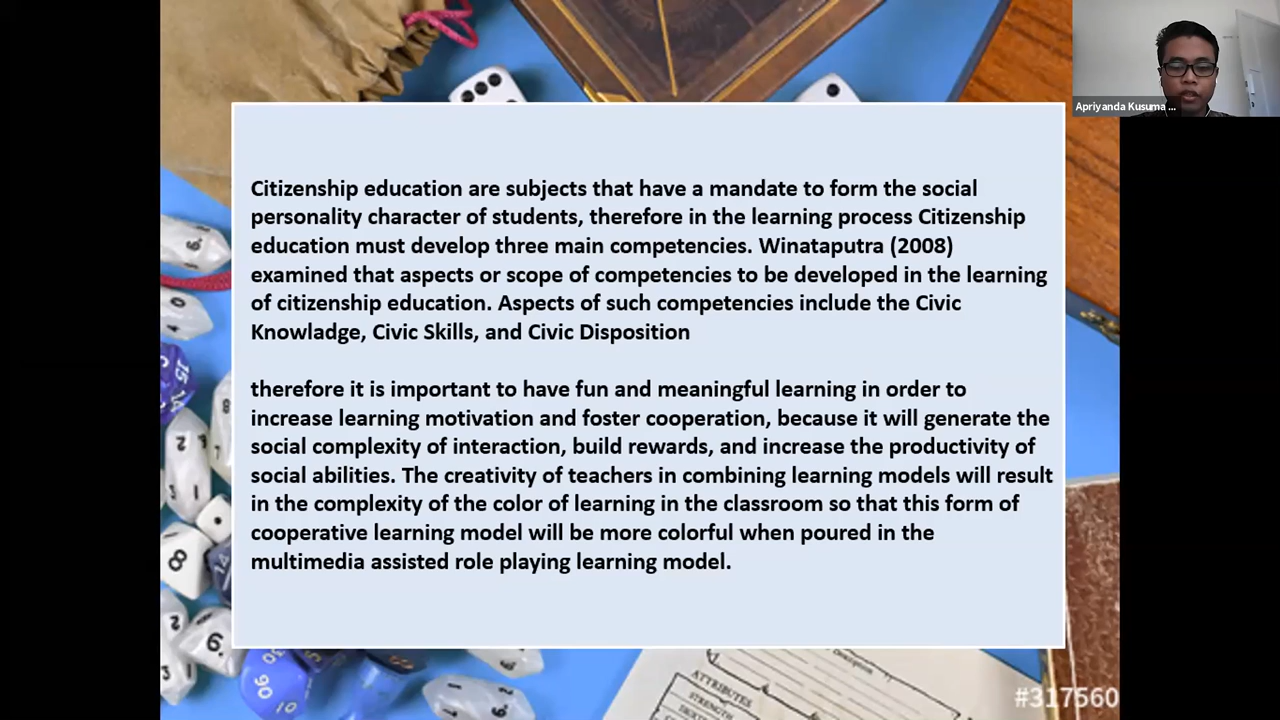 Apriyanda Kusuma ...
Citizenship education are subjects that have a mandate to form the social
personality character of students, therefore in the learning process Citizenship
education must develop three main competencies. Winataputra (2008)
examined that aspects or scope of competencies to be developed in the learning
of citizenship education. Aspects of such competencies include the Civic
Knowladge, Civic Skills, and Civic Disposition
therefore it is important to have fun and meaningful learning in order to
increase learning motivation and foster cooperation, because it will generate the
social complexity of interaction, build rewards, and increase the productivity of
social abilities. The creativity of teachers in combining learning models will result
in the complexity of the color of learning in the classroom so that this form of
cooperative learning model will be more colorful when poured in the
multimedia assisted role playing learning model.
ATTRIBUTES
STRENGTH
#317560